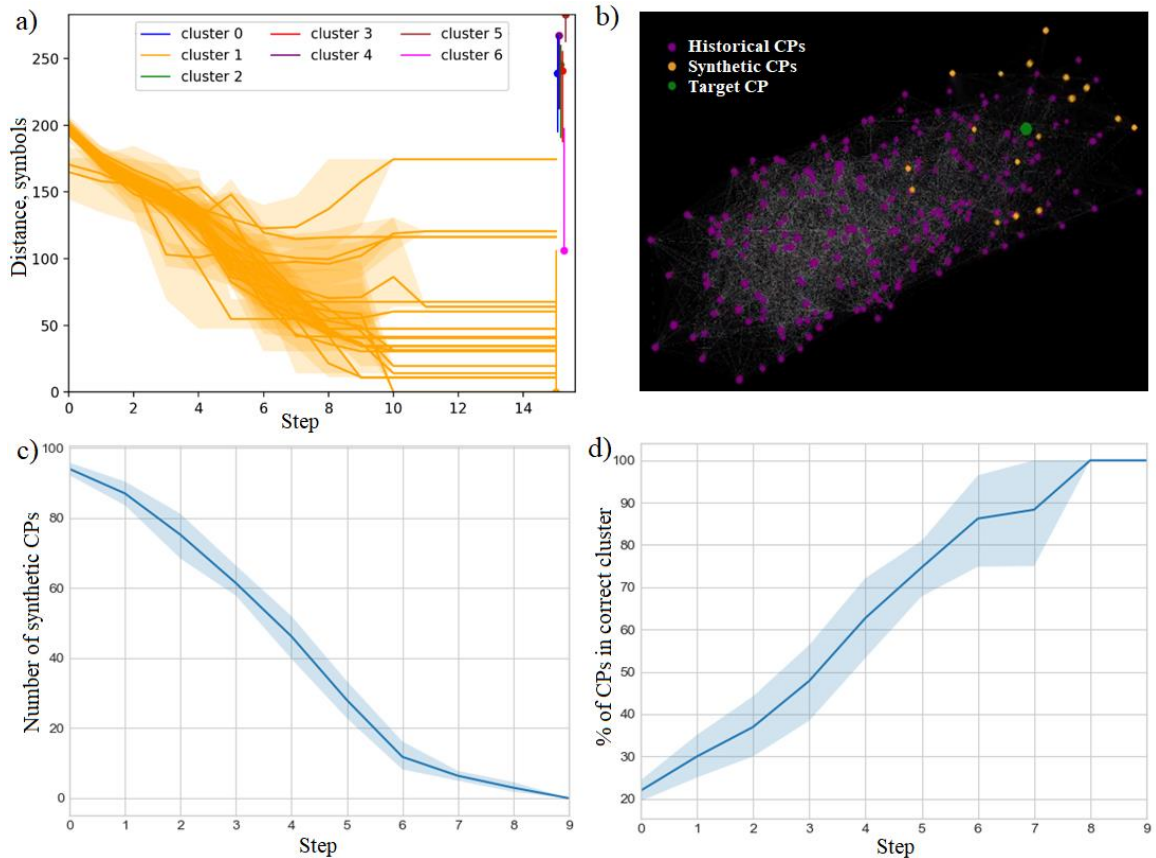 a)
cluster 0
cluster 3
cluster 5
cluster 1
cluster 4
cluster 6
cluster 2
Distance, symbols
250
200
150
100
50
0
0 2 4 6 8 10 12 14
Step
b)
Historical CPs
Synthetic CPs
Target CP
c)
Number of synthetic CPs
100
80
60
40
20
0
0 1 2 3 4 5 6 7 8 9
Step
d)
% of CPs in correct cluster
100
90
80
70
60
50
40
30
20
0 1 2 3 4 5 6 7 8 9
Step